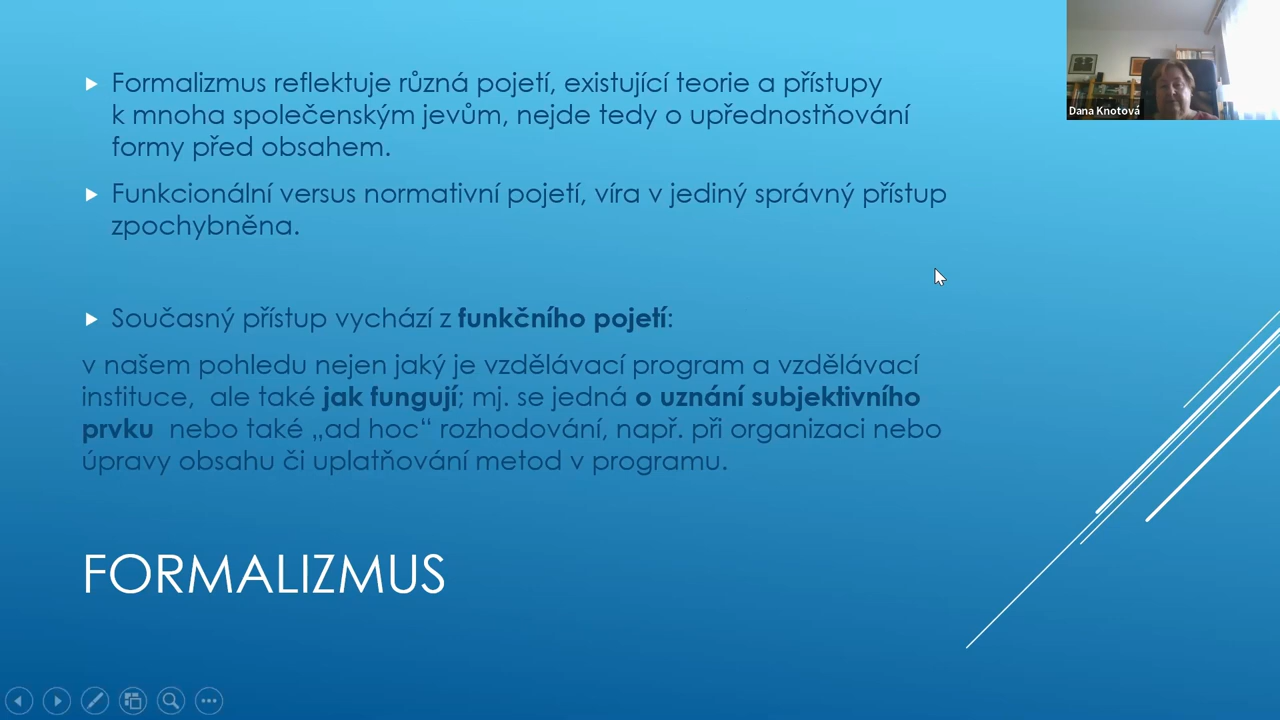 Formalizmus reflektuje různá pojetí, existující teorie a přístupy
k mnoha společenským jevům, nejde tedy o upřednostňování
formy před obsahem.
Funkcionální versus normativní pojetí, víra v jediný správný přístup
zpochybněna.
Současný přístup vychází z funkčního pojetí:
v našem pohledu nejen jaký je vzdělávací program a vzdělávací
instituce, ale také jak fungují; mj. se jedná o uznání subjektivního
prvku nebo také „ad hoc“ rozhodování, např. při organizaci nebo
úpravy obsahu či uplatňování metod v programu.
FORMALIZMUS
Dana Knotová